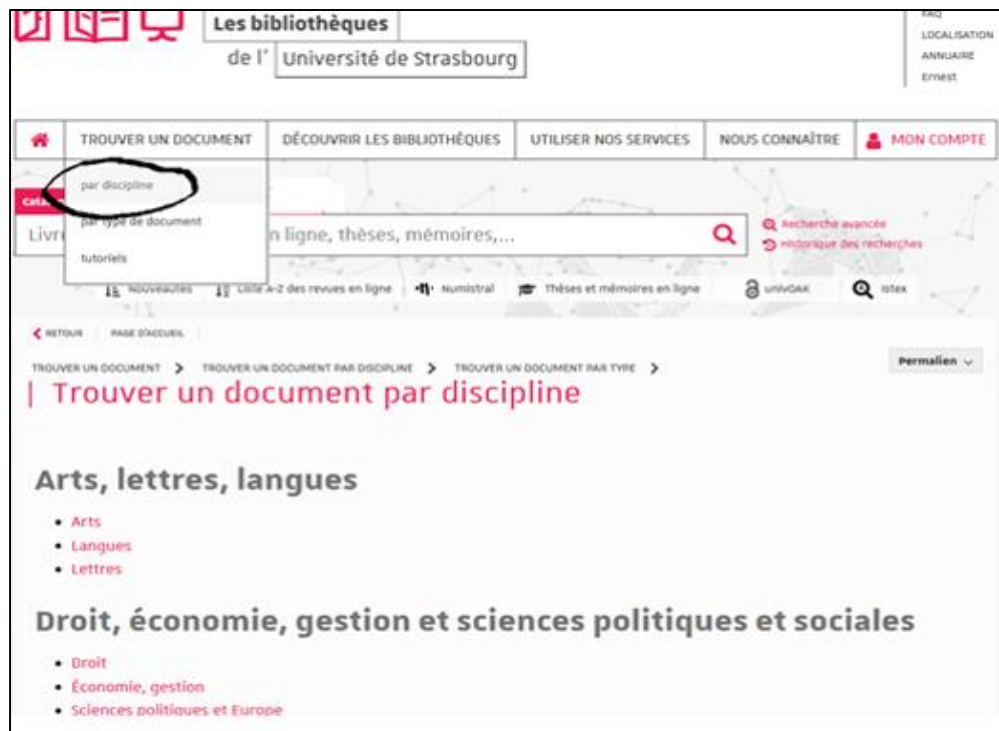 FAQ
Les bibliothèques
LOCALISATION
de l' Université de Strasbourg
ANNUAIRE
Ernest
TROUVER UN DOCUMENT DÉCOUVRIR LES BIBLIOTHÈQUES UTILISER NOS SERVICES NOUS CONNAÎTRE MON COMPTE
par discipline
par type de document
tutoriels
n ligne, thèses, mémoires,...
Recherche avancée
Historique des recherches
Nouveautés Liste A-Z des revues en ligne Numistral Thèses et mémoires en ligne univOAK Istex
RETOUR PAGE D'ACCUEIL
TROUVER UN DOCUMENT > TROUVER UN DOCUMENT PAR DISCIPLINE > TROUVER UN DOCUMENT PAR TYPE >
Permalien
| Trouver un document par discipline
Arts, lettres, langues
• Arts
• Langues
• Lettres
Droit, économie, gestion et sciences politiques et sociales
• Droit
• Économie, gestion
• Sciences politiques et Europe